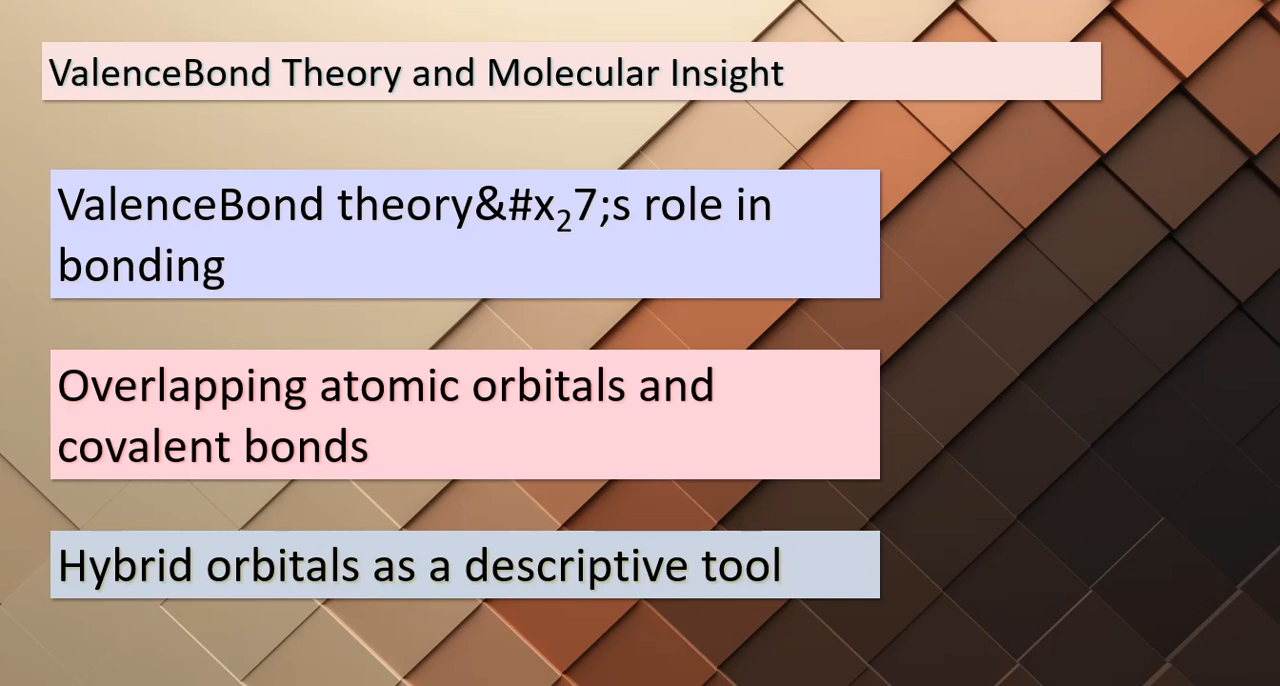 ValenceBond Theory and Molecular Insight
ValenceBond theory&#x₂7;s role in
bonding
Overlapping atomic orbitals and
covalent bonds
Hybrid orbitals as a descriptive tool